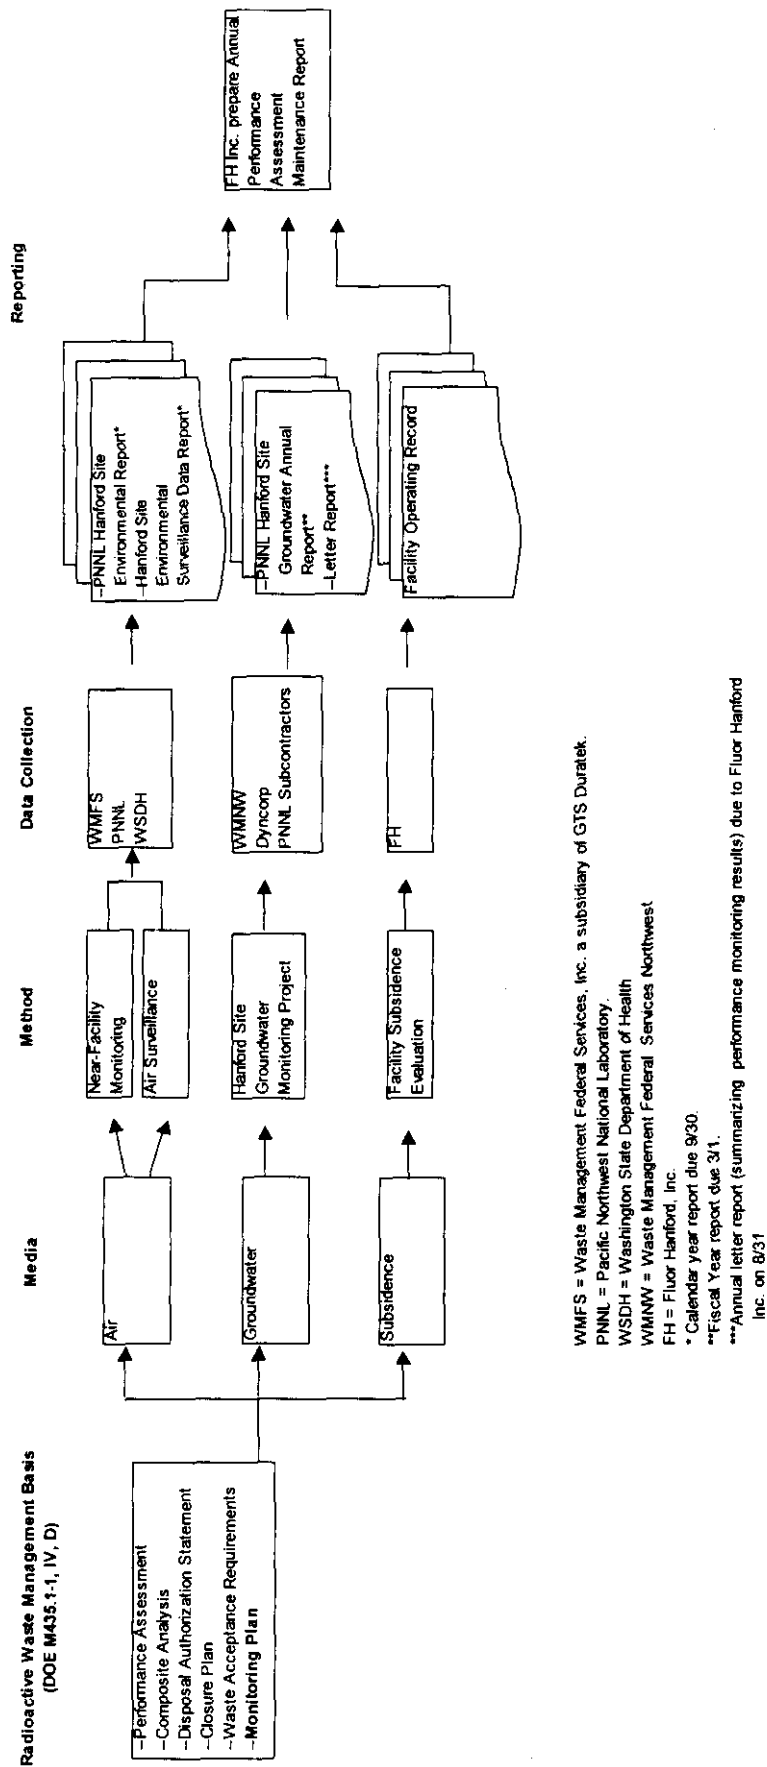 Radioactive Waste Management Basis
(DOE M435.1-1, IV, D)
Media
Method
Data Collection
Reporting
–Performance Assessment
–Composite Analysis
–Disposal Authorization Statement
–Closure Plan
–Waste Acceptance Requirements
–Monitoring Plan
Air
Groundwater
Subsidence
Near-Facility
Monitoring
Air Surveillance
Hanford Site
Groundwater
Monitoring Project
Facility Subsidence
Evaluation
WMFS
PNNL
WSDH
WMNW
Dyncorp
PNNL Subcontractors
FH
–PNNL Hanford Site
Environmental Report*
–Hanford Site
Environmental
Surveillance Data Report*
–PNNL Hanford Site
Groundwater Annual
Report**
–Letter Report***
Facility Operating Record
FH Inc. prepare Annual
Performance
Assessment
Maintenance Report
WMFS = Waste Management Federal Services, Inc. a subsidiary of GTS Duratek.
PNNL = Pacific Northwest National Laboratory.
WSDH = Washington State Department of Health
WMNW = Waste Management Federal Services Northwest
FH = Fluor Hanford, Inc.
* Calendar year report due 9/30.
**Fiscal Year report due 3/1.
***Annual letter report (summarizing performance monitoring results) due to Fluor Hanford
Inc. on 8/31